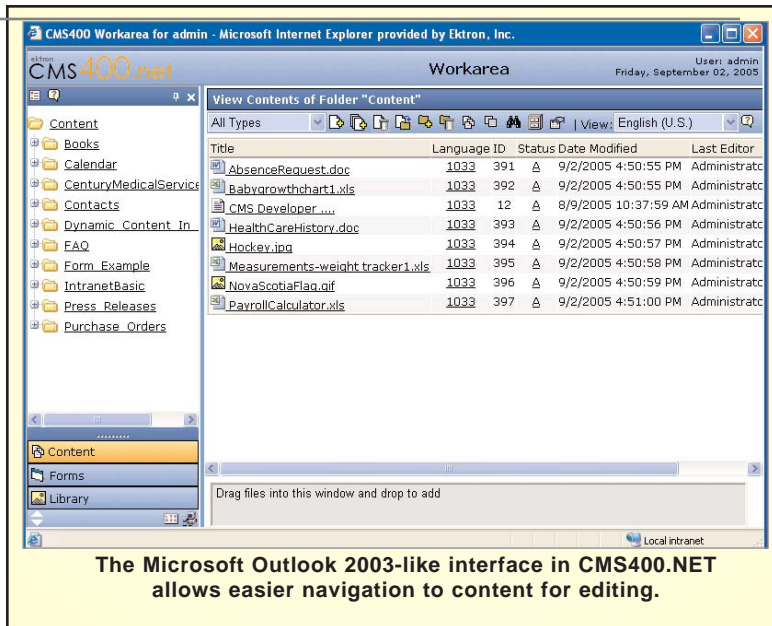 CMS400 Workarea for admin - Microsoft Internet Explorer provided by Ektron, Inc.
ektron
CMS400.net
Workarea
User: admin
Friday, September 02, 2005
View Contents of Folder "Content"
All Types
| View: English (U.S.)
Content
Books
Calendar
CenturyMedicalService
Contacts
Dynamic Content In
FAQ
Form Example
IntranetBasic
Press Releases
Purchase Orders
Title Language ID Status Date Modified Last Editor
AbsenceRequest.doc 1033 391 A 9/2/2005 4:50:55 PM Administratc
Babygrowthchart1.xls 1033 392 A 9/2/2005 4:50:55 PM Administratc
CMS Developer .... 1033 12 A 8/9/2005 10:37:59 AM Administratc
HealthCareHistory.doc 1033 393 A 9/2/2005 4:50:56 PM Administratc
Hockey.jpg 1033 394 A 9/2/2005 4:50:57 PM Administratc
Measurements-weight tracker1.xls 1033 395 A 9/2/2005 4:50:58 PM Administratc
NovaScotiaFlag.gif 1033 396 A 9/2/2005 4:50:59 PM Administratc
PayrollCalculator.xls 1033 397 A 9/2/2005 4:51:00 PM Administratc
Content
Forms
Library
Drag files into this window and drop to add
Local intranet
The Microsoft Outlook 2003-like interface in CMS400.NET
allows easier navigation to content for editing.